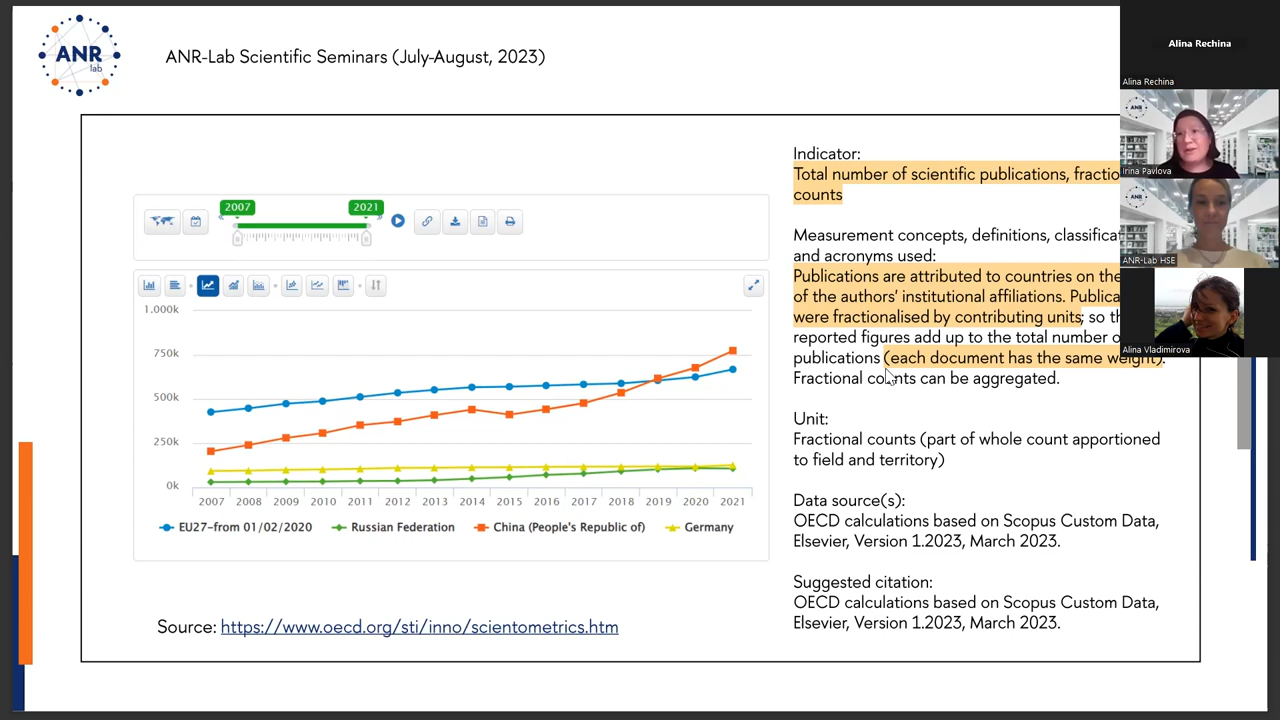 ANR
lab
ANR-Lab Scientific Seminars (July-August, 2023)
2007
2021
1.000k
750k
500k
250k
0k
2007 2008 2009 2010 2011 2012 2013 2014 2015 2016 2017 2018 2019 2020 2021
EU27-from 01/02/2020 Russian Federation China (People's Republic of) Germany
Source: https://www.oecd.org/sti/inno/scientometrics.htm
Indicator:
Total number of scientific publications, fractio
counts
Measurement concepts, definitions, classificat
and acronyms used:
Publications are attributed to countries on the
of the authors' institutional affiliations. Publica
were fractionalised by contributing units; so th
reported figures add up to the total number o
publications (each document has the same weight).
Fractional counts can be aggregated.
Unit:
Fractional counts (part of whole count apportioned
to field and territory)
Data source(s):
OECD calculations based on Scopus Custom Data,
Elsevier, Version 1.2023, March 2023.
Suggested citation:
OECD calculations based on Scopus Custom Data,
Elsevier, Version 1.2023, March 2023.
Alina Rechina
Alina Rechina
ANR
Irina Pavlova
ANR
ANR-Lab HSE
Alina Vladimirova